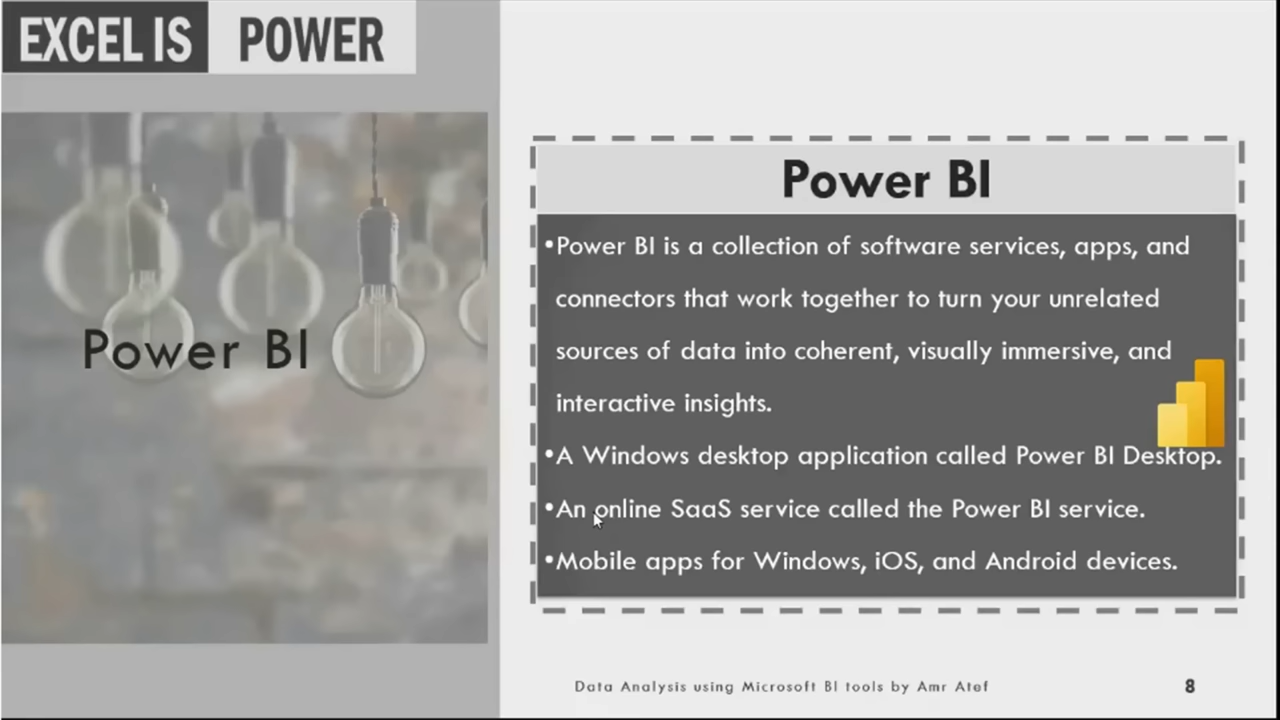 EXCEL IS POWER
Power BI
Power BI
•Power BI is a collection of software services, apps, and
connectors that work together to turn your unrelated
sources of data into coherent, visually immersive, and
interactive insights.
•A Windows desktop application called Power BI Desktop.
•An online SaaS service called the Power BI service.
•Mobile apps for Windows, iOS, and Android devices.
Data Analysis using Microsoft BI tools by Amr Atef
8